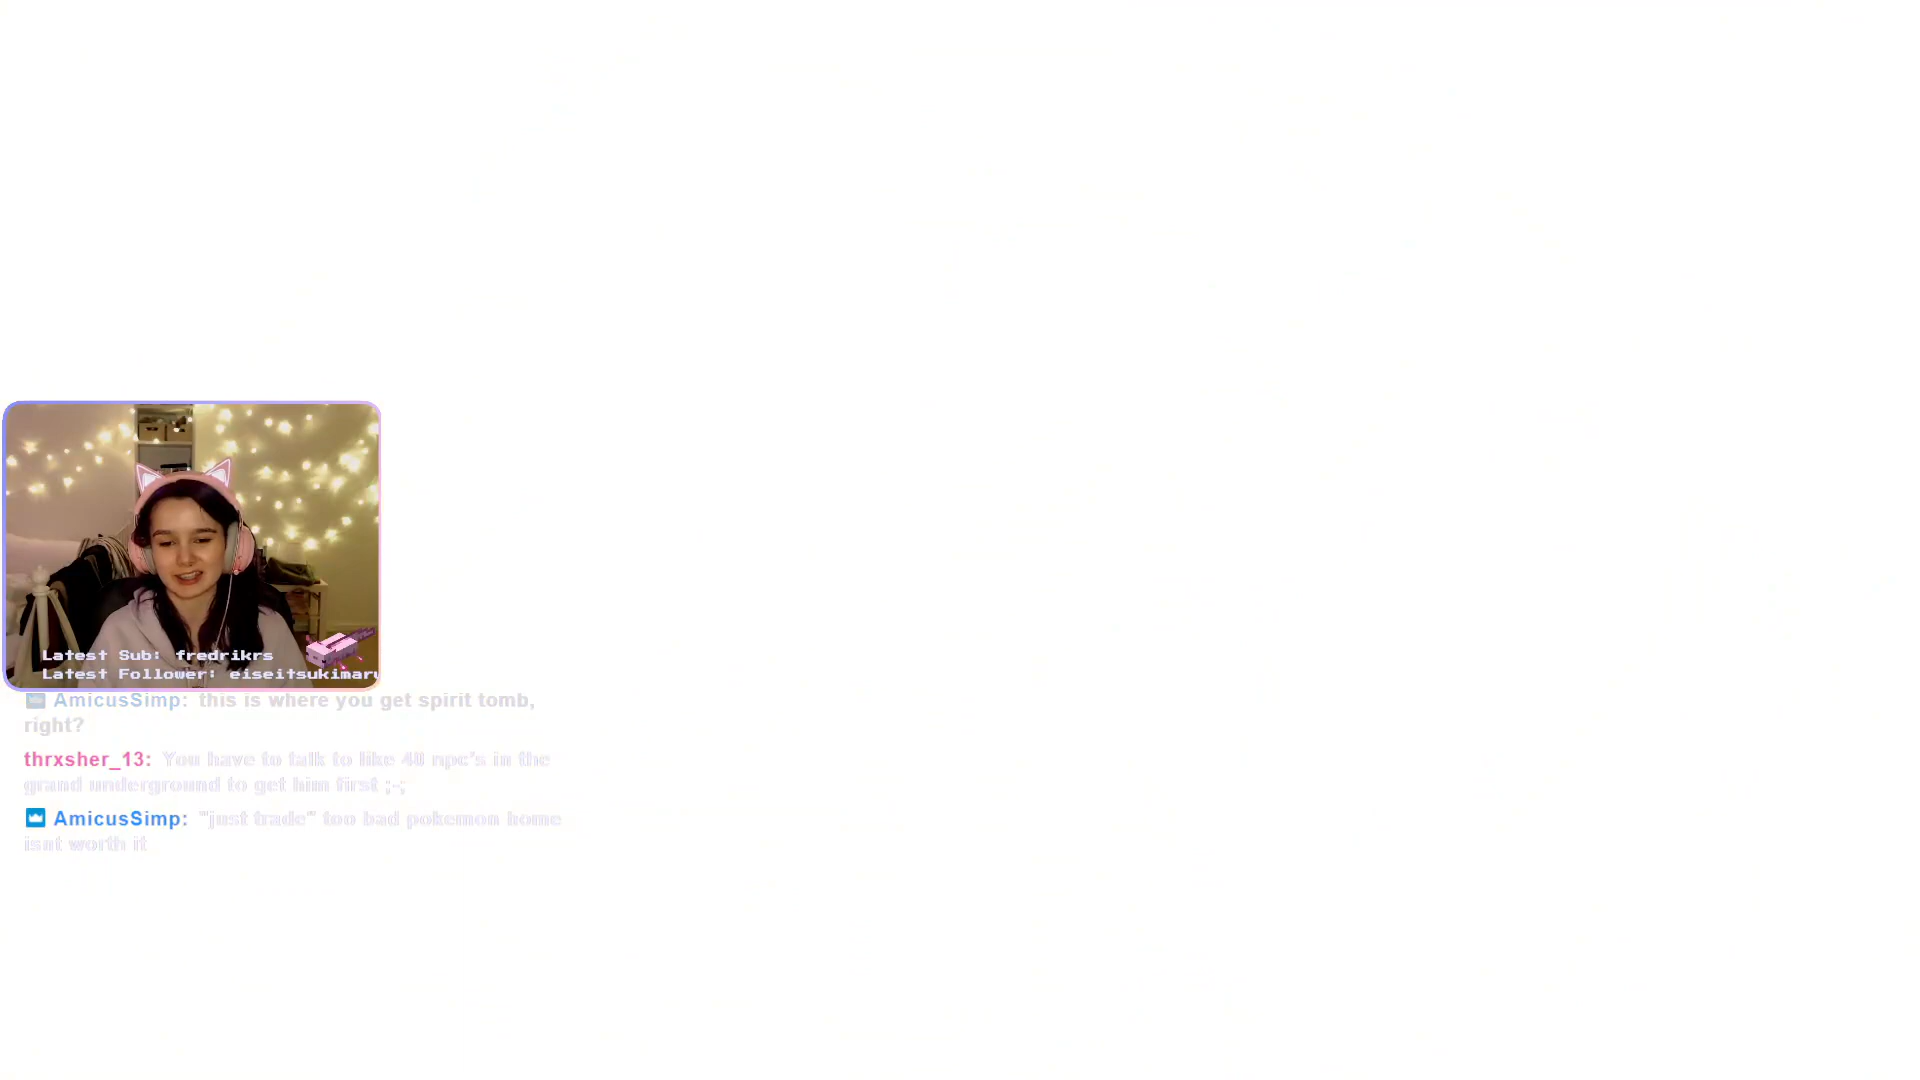 Latest Sub: fredrikrs
Latest Follower: eiseitsukimaru
AmicusSimp: this is where you get spirit tomb,
right?
thrxsher_13: You have to talk to like 40 npc's in the
grand underground to get him first ;-;
AmicusSimp: "just trade" too bad pokemon home
isnt worth it